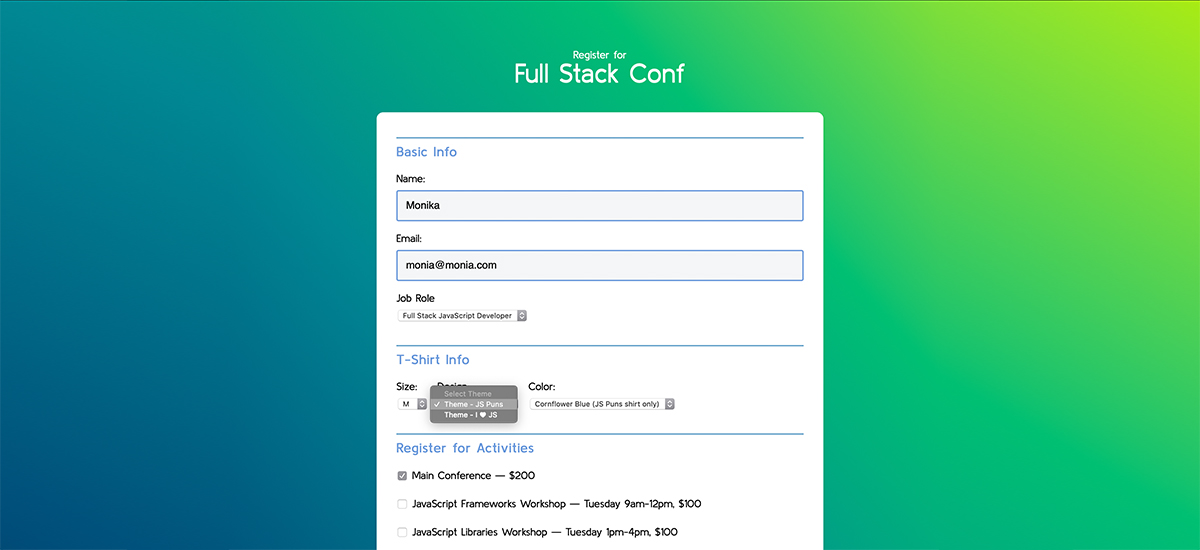 Register for
Full Stack Conf
Basic Info
Name:
Monika
Email:
monia@monia.com
Job Role
Full Stack JavaScript Developer
T-Shirt Info
Size: Design: Color:
M
Select Theme
✓ Theme - JS Puns
Theme - I ♥ JS
Cornflower Blue (JS Puns shirt only)
Register for Activities
Main Conference — $200
JavaScript Frameworks Workshop — Tuesday 9am-12pm, $100
JavaScript Libraries Workshop — Tuesday 1pm-4pm, $100